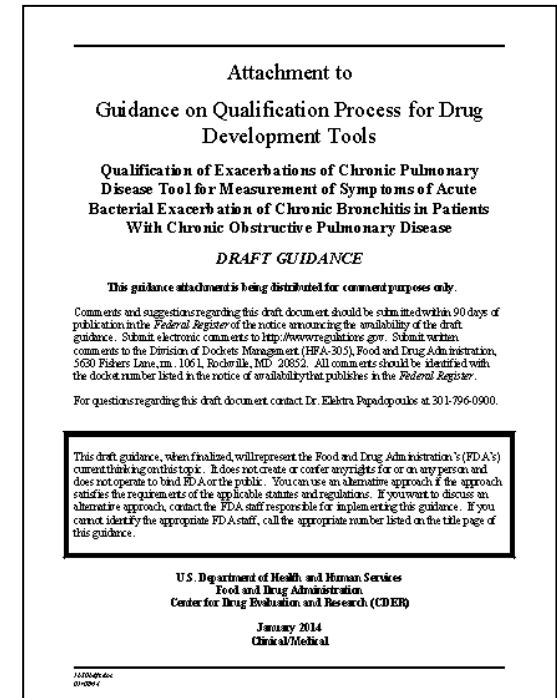 Attachment to
Guidance on Qualification Process for Drug
Development Tools
Qualification of Exacerbations of Chronic Pulmonary
Disease Tool for Measurement of Symptoms of Acute
Bacterial Exacerbation of Chronic Bronchitis in Patients
With Chronic Obstructive Pulmonary Disease
DRAFT GUIDANCE
This guidance attachment is being distributed for comment purposes only.
Comments and suggestions regarding this draft document should be submitted within 90 days of
publication in the Federal Register of the notice announcing the availability of the draft
guidance. Submit electronic comments to http://www.regulations.gov. Submit written
comments to the Division of Dockets Management (HFA-305), Food and Drug Administration,
5630 Fishers Lane, rm. 1061, Rockville, MD 20852. All comments should be identified with
the docket number listed in the notice of availability that publishes in the Federal Register.
For questions regarding this draft document contact Dr. Elektra Papadopoulos at 301-796-0900.
This draft guidance, when finalized, will represent the Food and Drug Administration's (FDA's)
current thinking on this topic. It does not create or confer any rights for or on any person and
does not operate to bind FDA or the public. You can use an alternative approach if the approach
satisfies the requirements of the applicable statutes and regulations. If you want to discuss an
alternative approach, contact the FDA staff responsible for implementing this guidance. If you
cannot identify the appropriate FDA staff, call the appropriate number listed on the title page of
this guidance.
U.S. Department of Health and Human Services
Food and Drug Administration
Center for Drug Evaluation and Research (CDER)
January 2014
Clinical/Medical